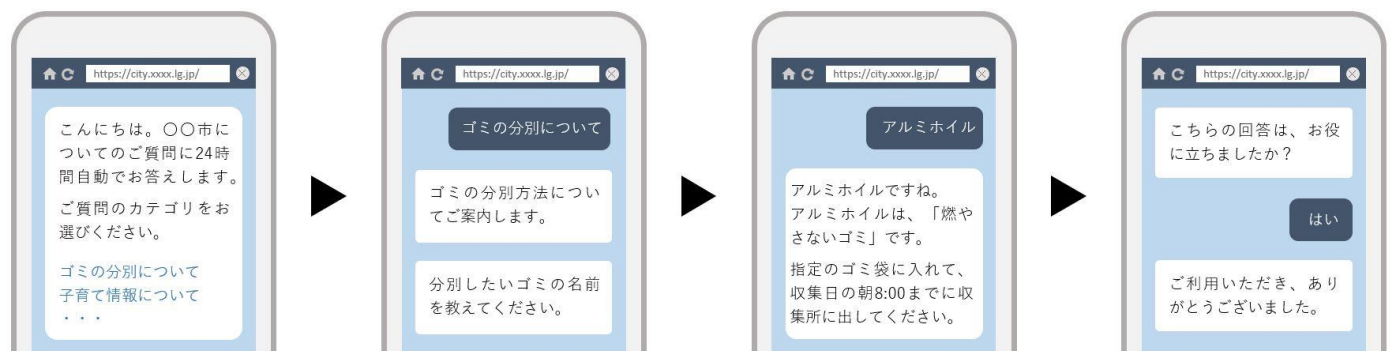 https://city.xxxx.lg.jp/
こんにちは。〇〇市に
ついてのご質問に24時
間自動でお答えします。
ご質問のカテゴリをお
選びください。
ゴミの分別について
子育て情報について
・・・
https://city.xxxx.lg.jp/
ゴミの分別について
ゴミの分別方法につい
てご案内します。
分別したいゴミの名前
を教えてください。
https://city.xxxx.lg.jp/
アルミホイル
アルミホイルですね。
アルミホイルは、「燃や
さないゴミ」です。
指定のゴミ袋に入れて、
収集日の朝8:00までに収
集所に出してください。
https://city.xxxx.lg.jp/
こちらの回答は、お役
に立ちましたか？
はい
ご利用いただき、あり
がとうございました。